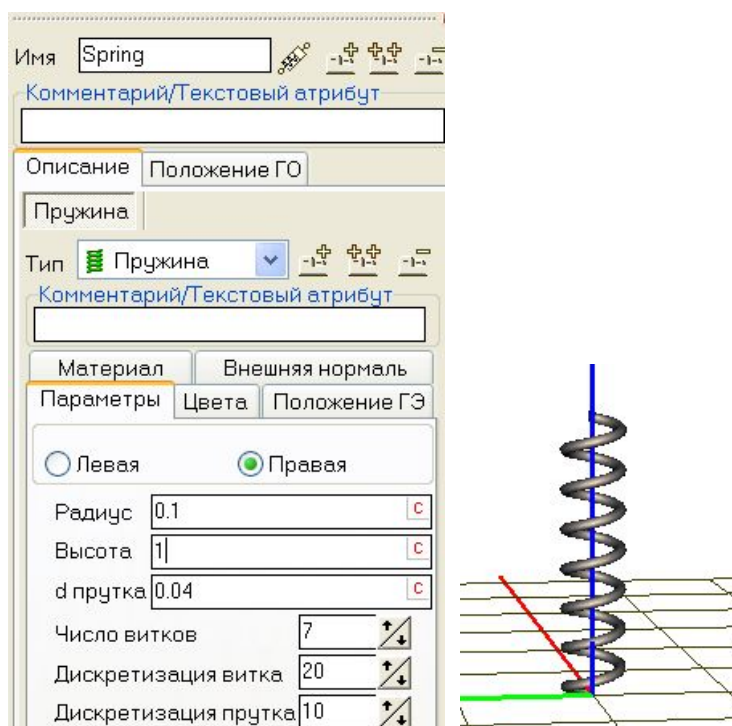 Имя Spring
Комментарий/Текстовый атрибут
Описание Положение ГО
Пружина
Тип Пружина
Комментарий/Текстовый атрибут
Материал Внешняя нормаль
Параметры Цвета Положение ГЭ
Левая Правая
Радиус 0.1 C
Высота 1 C
d прутка 0.04 C
Число витков 7
Дискретизация витка 20
Дискретизация прутка 10